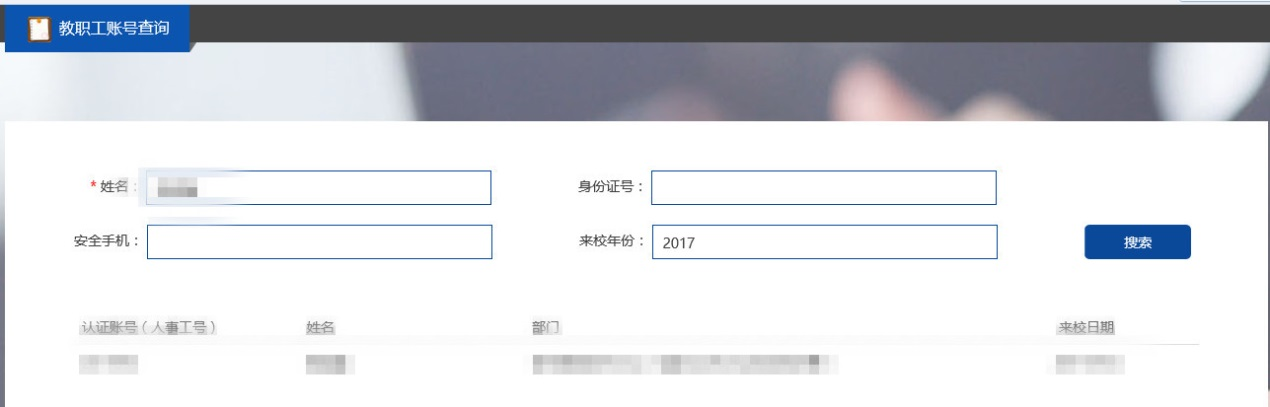 教职工账号查询
* 姓名： 身份证号：
安全手机： 来校年份： 2017 搜索
认证账号（人事工号） 姓名 部门 来校日期